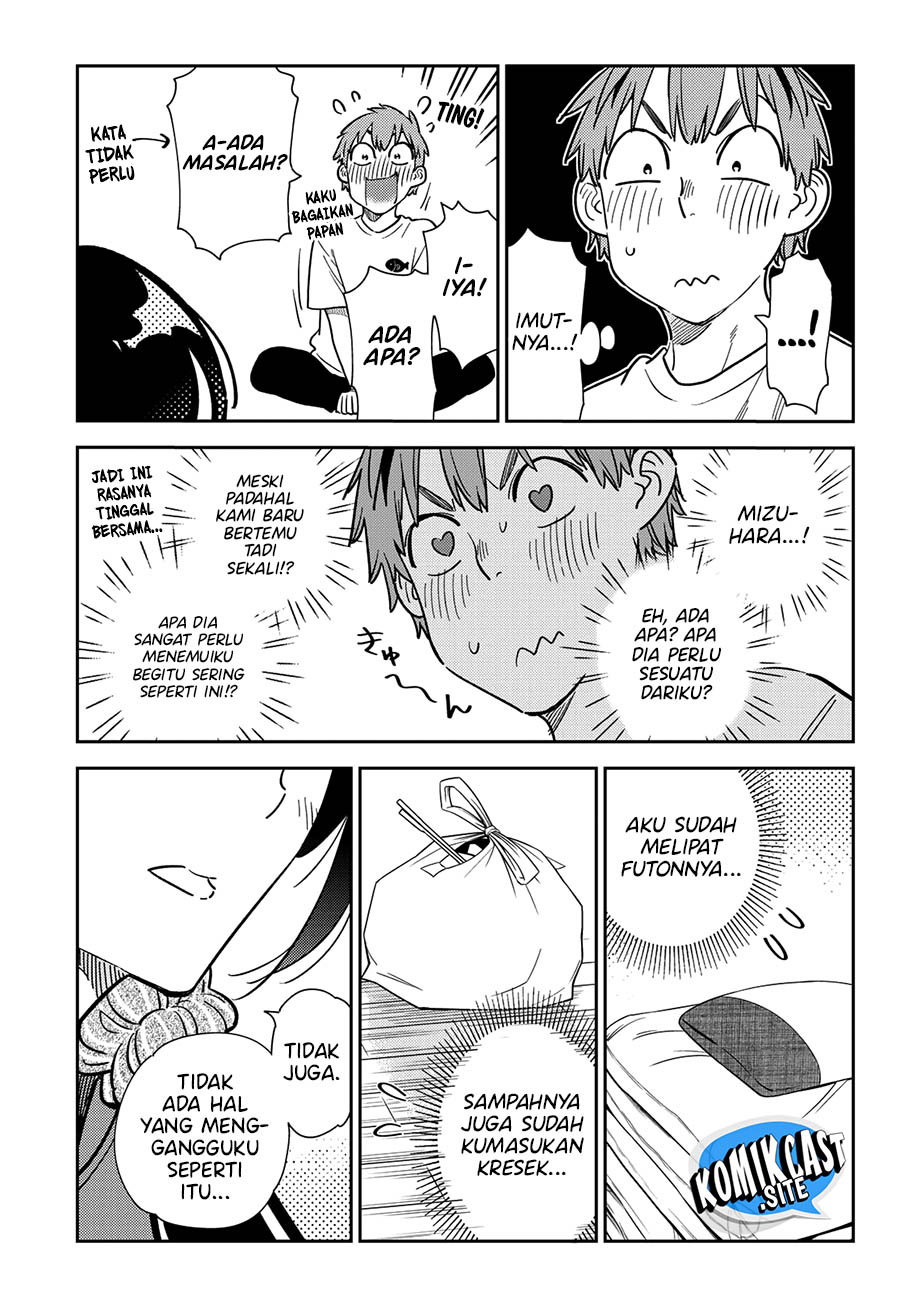 ....!
IMUT-
NYA...!
TING!
I-
IYA!
ADA
APA?
KAKU
BAGAIKAN
PAPAN
A-ADA
MASALAH?
KATA
TIDAK
PERLU
MIZU-
HARA...!
EH, ADA
APA? APA
DIA PERLU
SESUATU
DARIKU?
きゅ～ん
MESKI
PADAHAL
KAMI BARU
BERTEMU
TADI
SEKALI!?
APA DIA
SANGAT PERLU
MENEMUIKU
BEGITU SERING
SEPERTI INI!?
JADI INI
RASANYA
TINGGAL
BERSAMA...
AKU SUDAH
MELIPAT
FUTONNYA...
SAMPAHNYA
JUGA SUDAH
KUMASUKAN
KRESEK...
TIDAK
JUGA.
TIDAK
ADA HAL
YANG MENG-
GANGGUKU
SEPERTI
ITU...
KOMIKCAST
.SITE